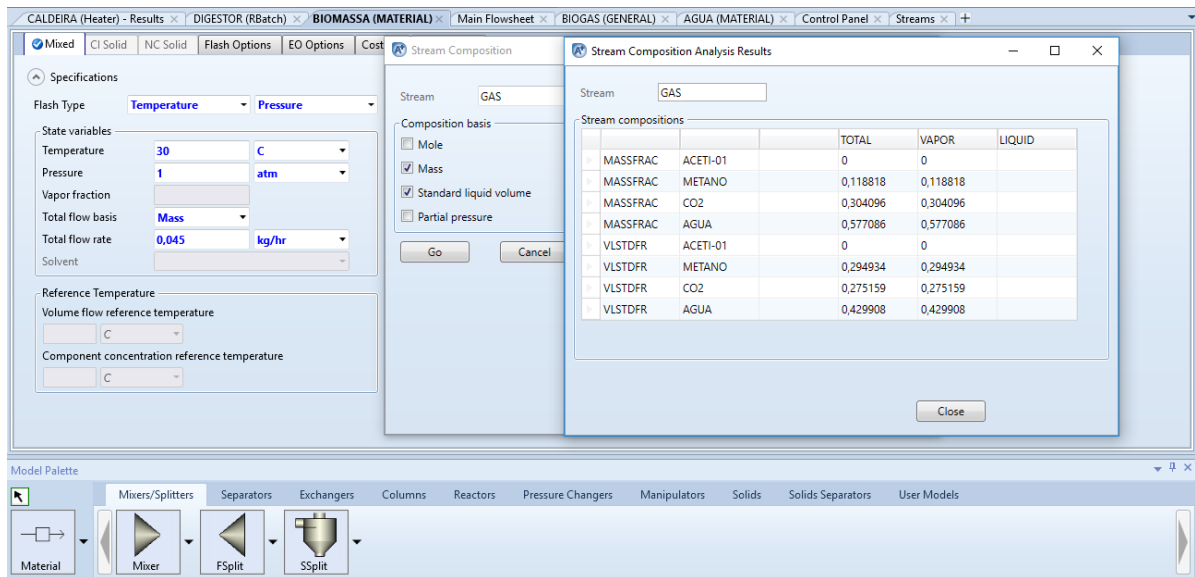 CALDEIRA (Heater) - Results × DIGESTOR (RBatch) × BIOMASSA (MATERIAL) × Main Flowsheet × BIOGAS (GENERAL) × AGUA (MATERIAL) × Control Panel × Streams × +
Mixed CI Solid NC Solid Flash Options EO Options Cost
Specifications
Flash Type Temperature Pressure
State variables
Temperature 30 C
Pressure 1 atm
Vapor fraction
Total flow basis Mass
Total flow rate 0,045 kg/hr
Solvent
Reference Temperature
Volume flow reference temperature
C
Component concentration reference temperature
C
Stream Composition
Stream GAS
Composition basis
Mole
Mass
Standard liquid volume
Partial pressure
Go Cancel
Stream Composition Analysis Results
Stream GAS
Stream compositions
TOTAL VAPOR LIQUID
MASSFRAC ACETI-01 0 0
MASSFRAC METANO 0,118818 0,118818
MASSFRAC CO2 0,304096 0,304096
MASSFRAC AGUA 0,577086 0,577086
VLSTDFR ACETI-01 0 0
VLSTDFR METANO 0,294934 0,294934
VLSTDFR CO2 0,275159 0,275159
VLSTDFR AGUA 0,429908 0,429908
Close
Model Palette
Mixers/Splitters Separators Exchangers Columns Reactors Pressure Changers Manipulators Solids Solids Separators User Models
Material Mixer FSplit SSplit